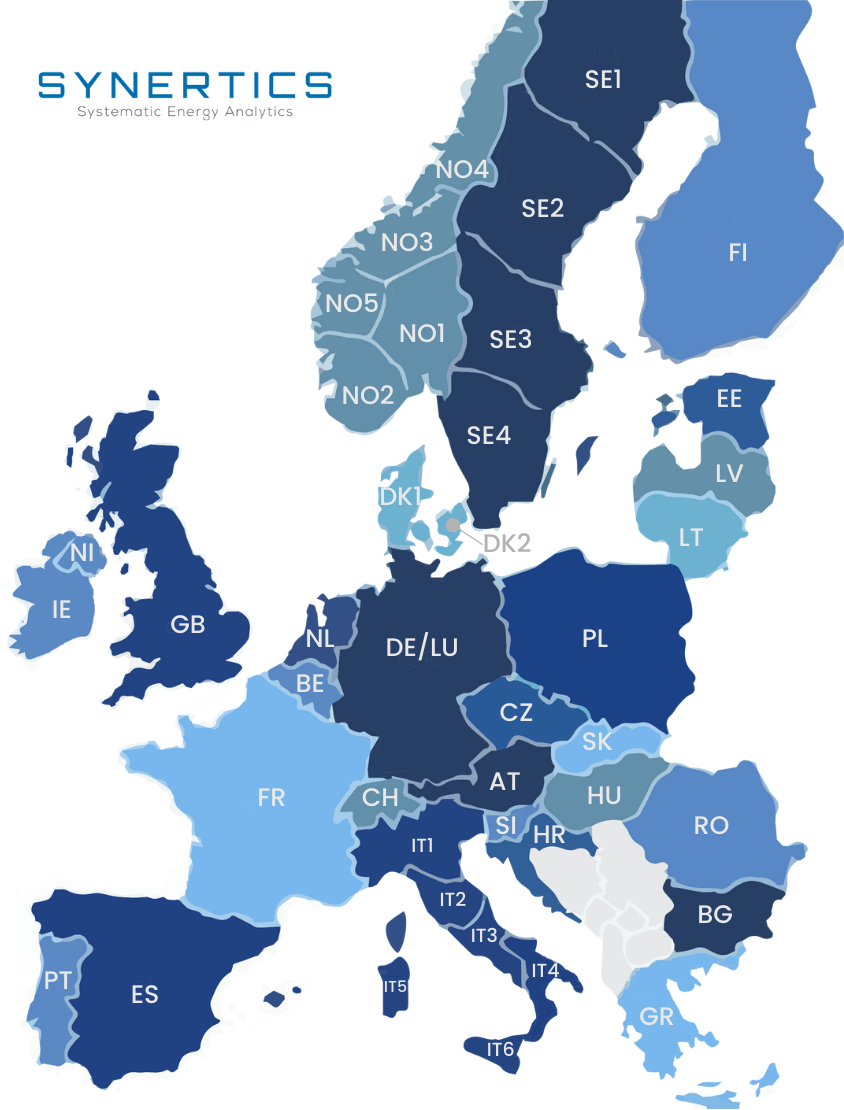 SYNERTICS
Systematic Energy Analytics
SE1
NO4
SE2
NO3
FI
NO5
NO1
SE3
NO2
EE
SE4
LV
DK1
LT
DK2
NI
IE
GB
NL
DE/LU
PL
BE
CZ
SK
AT
FR
CH
HU
SI
HR
RO
IT1
IT2
BG
IT3
IT4
PT
ES
IT5
GR
IT6